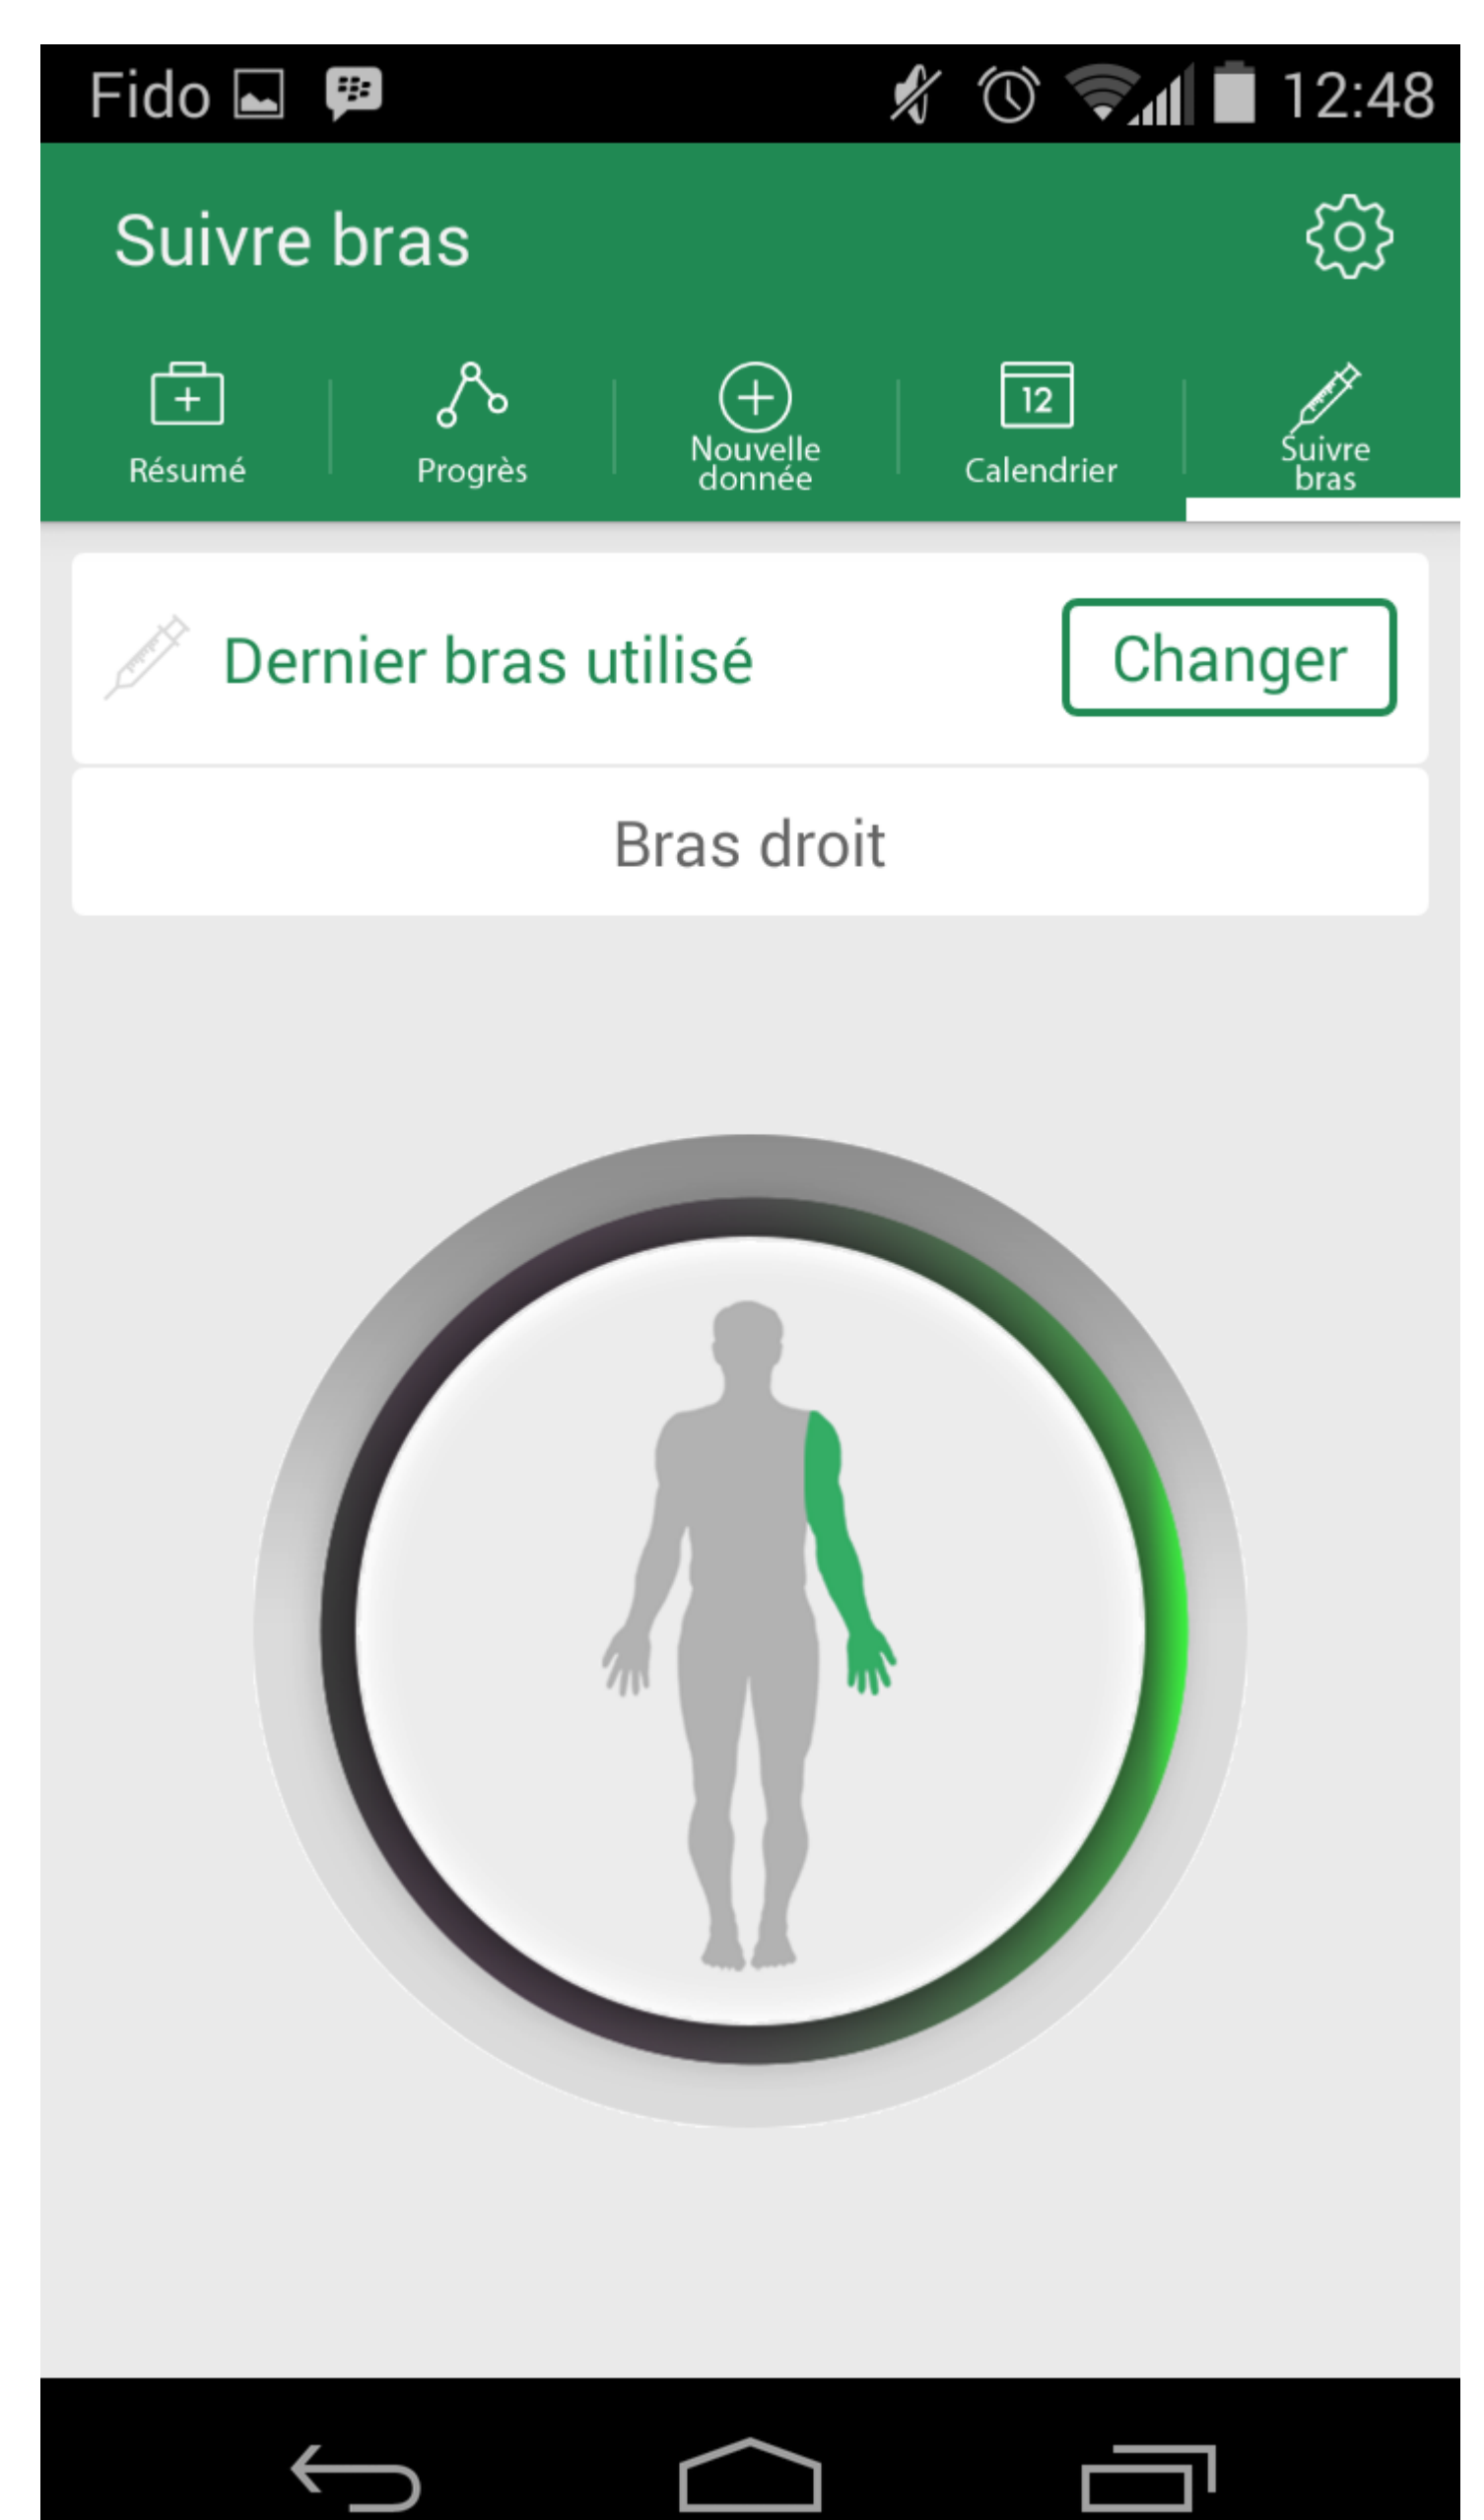 Fido 12:48
Suivre bras
Résumé
Progrès
Nouvelle
donnée
12
Calendrier
Suivre
bras
Dernier bras utilisé
Changer
Bras droit